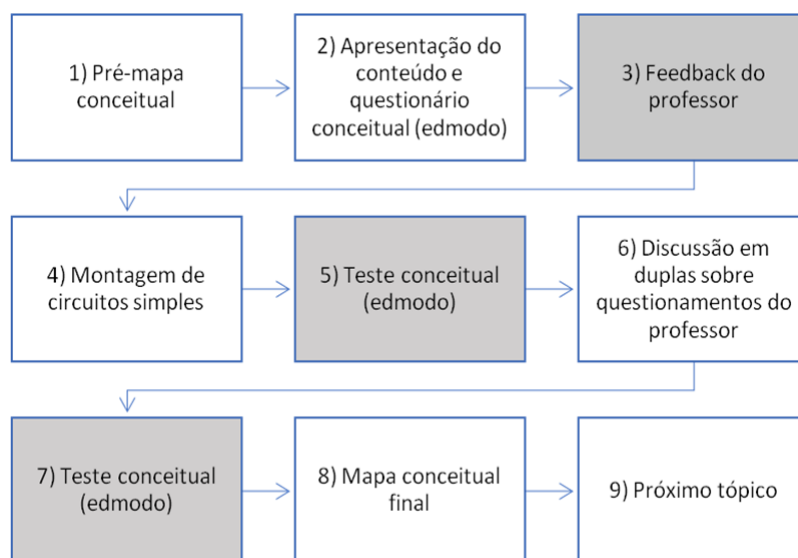 1) Pré-mapa
conceitual
2) Apresentação do
conteúdo e
questionário
conceitual (edmodo)
3) Feedback do
professor
4) Montagem de
circuitos simples
5) Teste conceitual
(edmodo)
6) Discussão em
duplas sobre
questionamentos do
professor
7) Teste conceitual
(edmodo)
8) Mapa conceitual
final
9) Próximo tópico